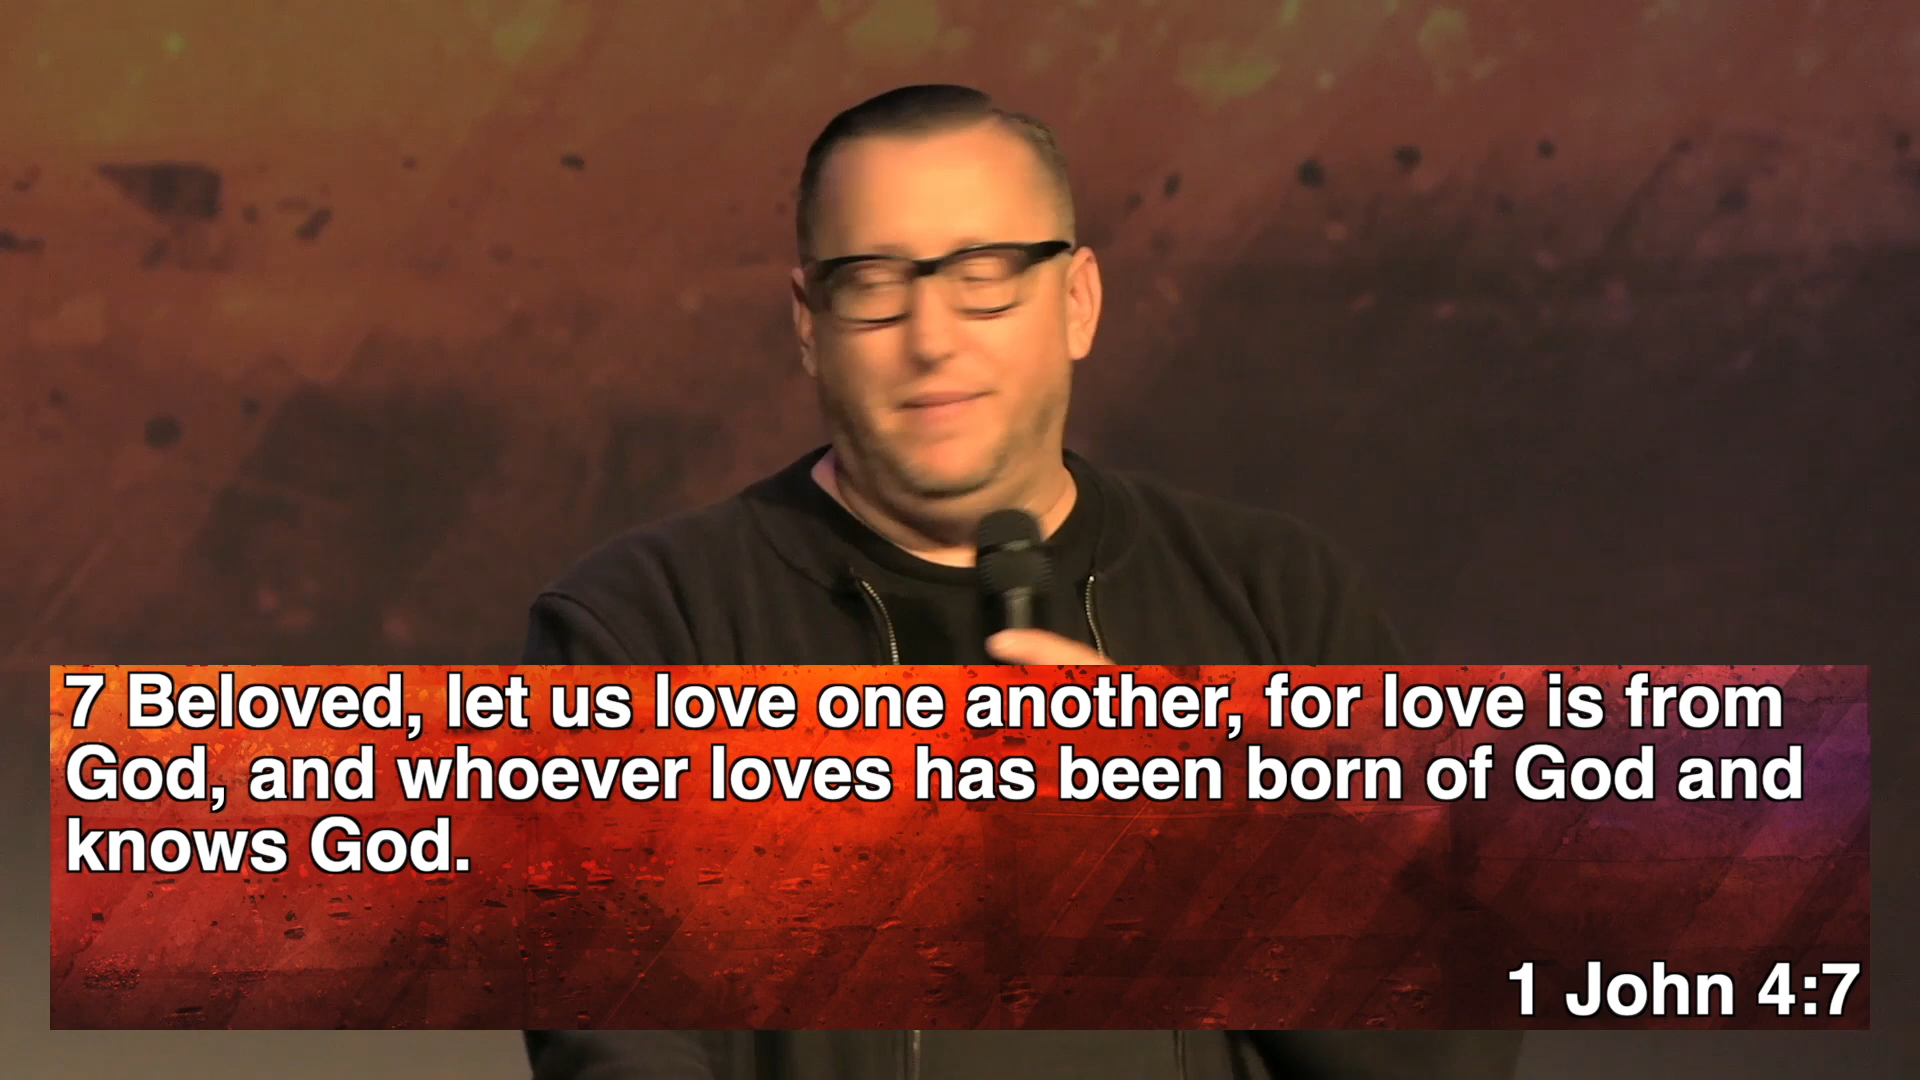 7 Beloved, let us love one another, for love is from
God, and whoever loves has been born of God and
knows God.
1 John 4:7